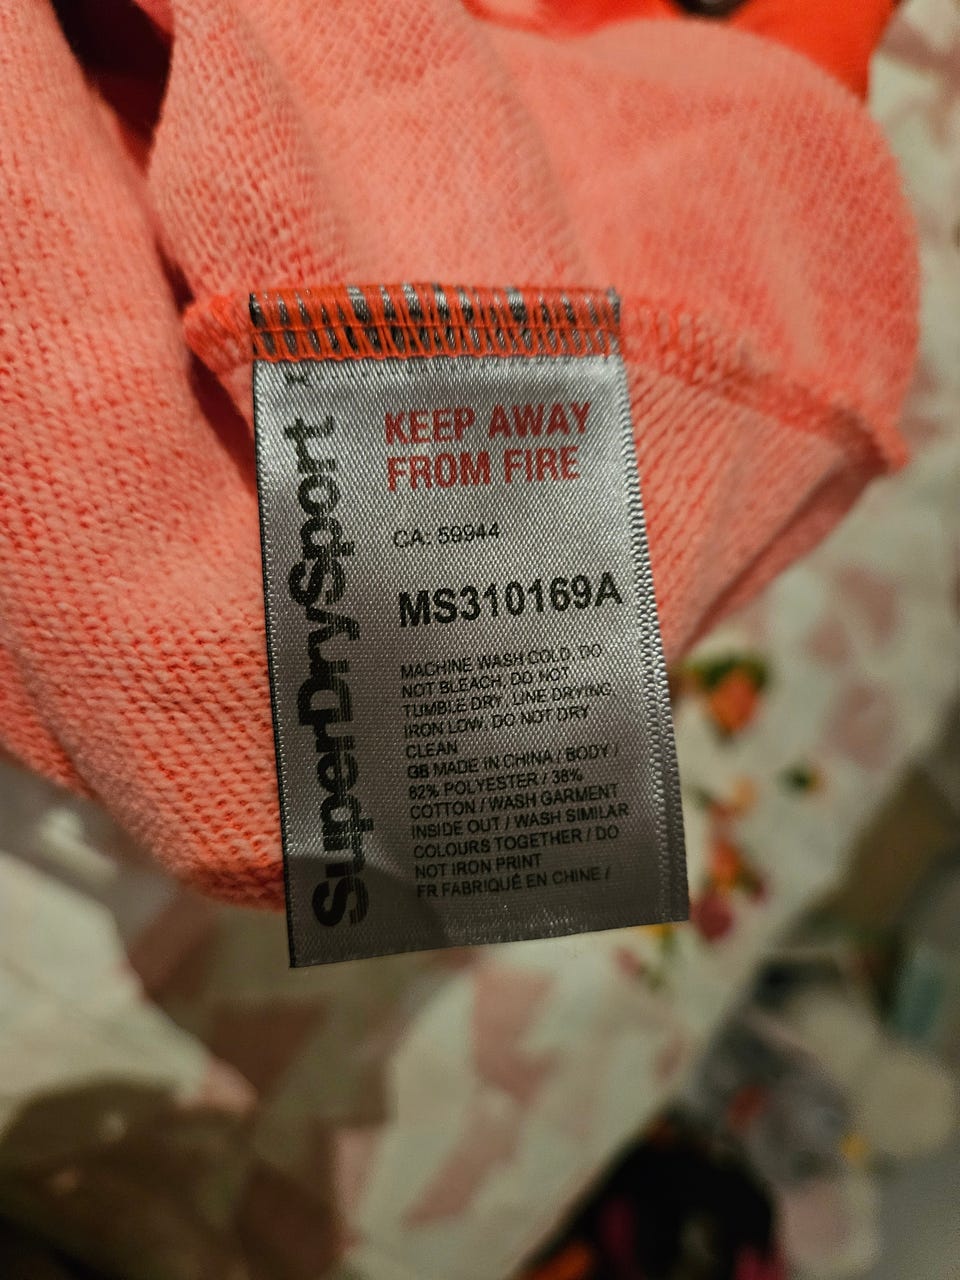 SuperDrySport
KEEP AWAY
FROM FIRE
CA: 59944
MS310169A
MACHINE WASH COLD, DO
NOT BLEACH, DO NOT
TUMBLE DRY, LINE DRYING,
IRON LOW, DO NOT DRY
CLEAN
GB MADE IN CHINA / BODY /
62% POLYESTER / 38%
COTTON / WASH GARMENT
INSIDE OUT / WASH SIMILAR
COLOURS TOGETHER / DO
NOT IRON PRINT
FR FABRIQUÉ EN CHINE /